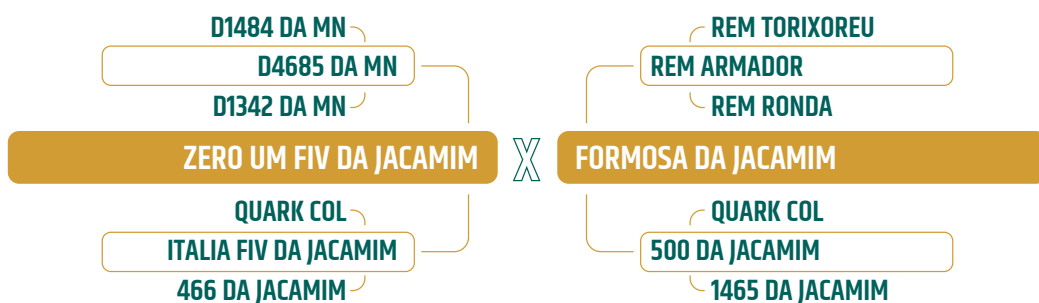 D1484 DA MN
D4685 DA MN
D1342 DA MN
ZERO UM FIV DA JACAMIM
QUARK COL
ITALIA FIV DA JACAMIM
466 DA JACAMIM
X
REM TORIXOREU
REM ARMADOR
REM RONDA
FORMOSA DA JACAMIM
QUARK COL
500 DA JACAMIM
1465 DA JACAMIM